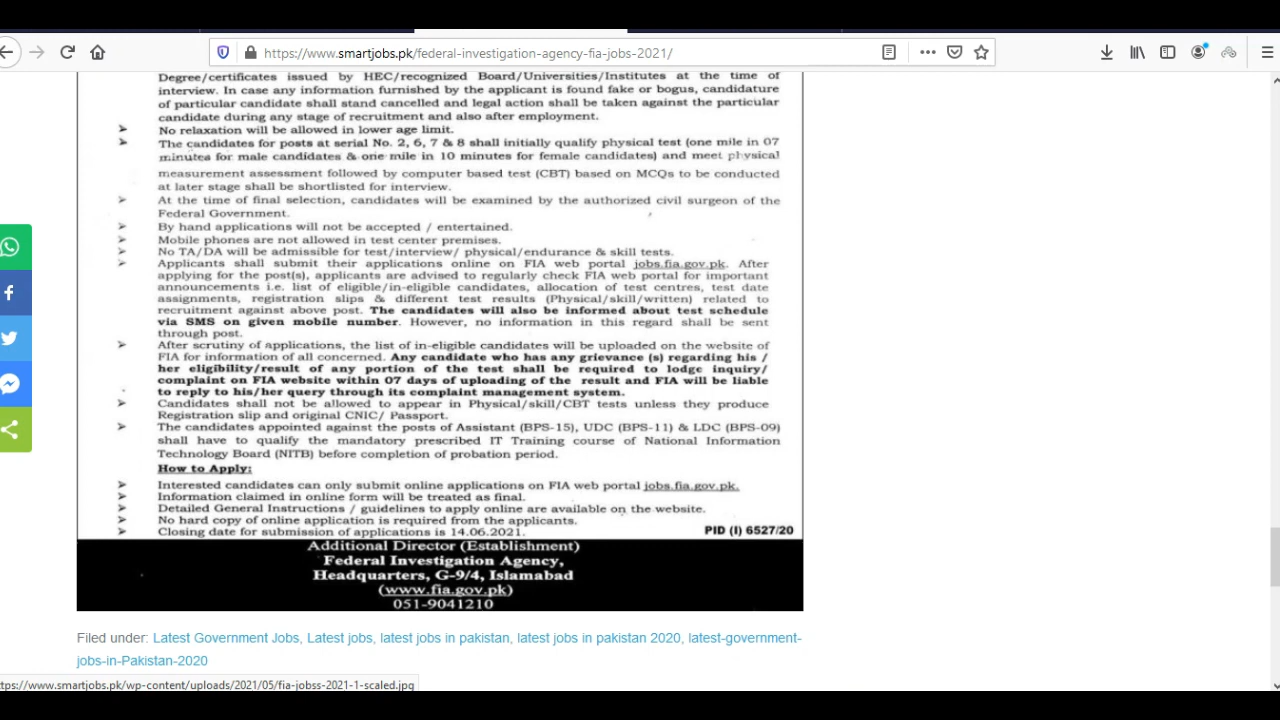 https://www.smartjobs.pk/federal-investigation-agency-fia-jobs-2021/
Degree/certificates issued by HEC/recognized Board/Universities/Institutes at the time of
interview. In case any information furnished by the applicant is found fake or bogus, candidature
of particular candidate shall stand cancelled and legal action shall be taken against the particular
candidate during any stage of recruitment and also after employment.
➤ No relaxation will be allowed in lower age limit.
➤ The candidates for posts at serial No. 2, 6, 7 & 8 shall initially qualify physical test (one mile in 07
minutes for male candidates & one mile in 10 minutes for female candidates) and meet physical
measurement assessment followed by computer based test (CBT) based on MCQs to be conducted
at later stage shall be shortlisted for interview.
➤ At the time of final selection, candidates will be examined by the authorized civil surgeon of the
Federal Government.
➤ By hand applications will not be accepted / entertained.
➤ Mobile phones are not allowed in test center premises.
➤ No TA/DA will be admissible for test/interview/ physical/endurance & skill tests.
➤ Applicants shall submit their applications online on FIA web portal jobs.fia.gov.pk. After
applying for the post(s), applicants are advised to regularly check FIA web portal for important
announcements i.e. list of eligible/in-eligible candidates, allocation of test centres, test date
assignments, registration slips & different test results (Physical/skill/written) related to
recruitment against above post. The candidates will also be informed about test schedule
via SMS on given mobile number. However, no information in this regard shall be sent
through post.
➤ After scrutiny of applications, the list of in-eligible candidates will be uploaded on the website of
FIA for information of all concerned. Any candidate who has any grievance (s) regarding his /
her eligibility/result of any portion of the test shall be required to lodge inquiry/
complaint on FIA website within 07 days of uploading of the result and FIA will be liable
to reply to his/her query through its complaint management system.
➤ Candidates shall not be allowed to appear in Physical/skill/CBT tests unless they produce
Registration slip and original CNIC/ Passport.
➤ The candidates appointed against the posts of Assistant (BPS-15), UDC (BPS-11) & LDC (BPS-09)
shall have to qualify the mandatory prescribed IT Training course of National Information
Technology Board (NITB) before completion of probation period.
How to Apply:
➤ Interested candidates can only submit online applications on FIA web portal jobs.fia.gov.pk.
➤ Information claimed in online form will be treated as final.
➤ Detailed General Instructions / guidelines to apply online are available on the website.
➤ No hard copy of online application is required from the applicants.
➤ Closing date for submission of applications is 14.06.2021.
PID (I) 6527/20
Additional Director (Establishment)
Federal Investigation Agency,
Headquarters, G-9/4, Islamabad
(www.fia.gov.pk)
051-9041210
Filed under: Latest Government Jobs, Latest jobs, latest jobs in pakistan, latest jobs in pakistan 2020, latest-government-
jobs-in-Pakistan-2020
ttps://www.smartjobs.pk/wp-content/uploads/2021/05/fia-jobss-2021-1-scaled.jpg